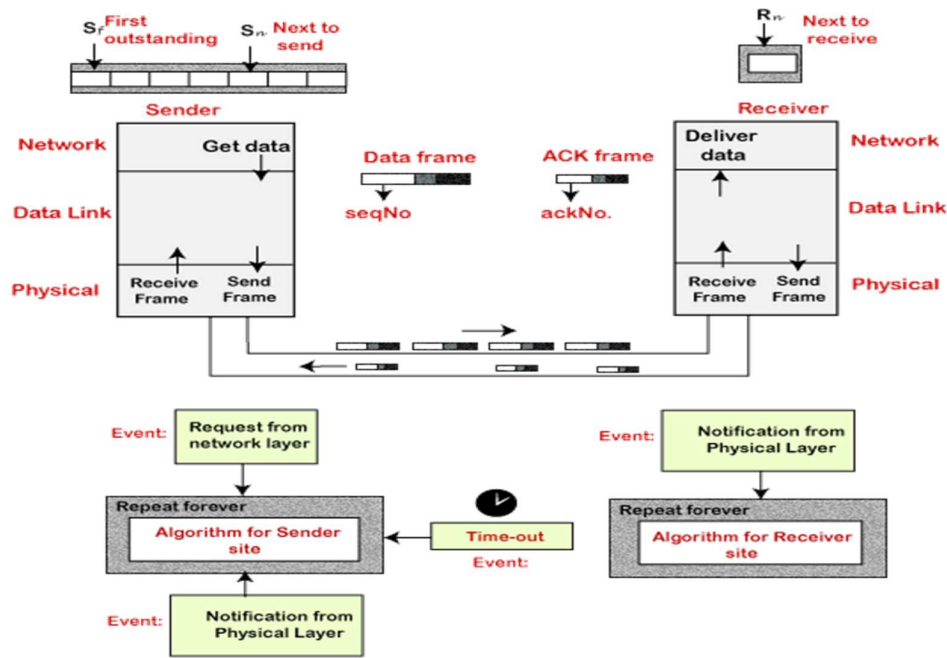 S_f First
outstanding
S_n Next to
send
R_n Next to
receive
Sender
Receiver
Network
Get data
Data frame
ACK frame
Deliver
data
Network
Data Link
seqNo
ackNo.
Data Link
Physical
Receive
Frame
Send
Frame
Receive
Frame
Send
Frame
Physical
Event:
Request from
network layer
Event:
Notification from
Physical Layer
Repeat forever
Algorithm for Sender
site
Time-out
Event:
Repeat forever
Algorithm for Receiver
site
Event:
Notification from
Physical Layer